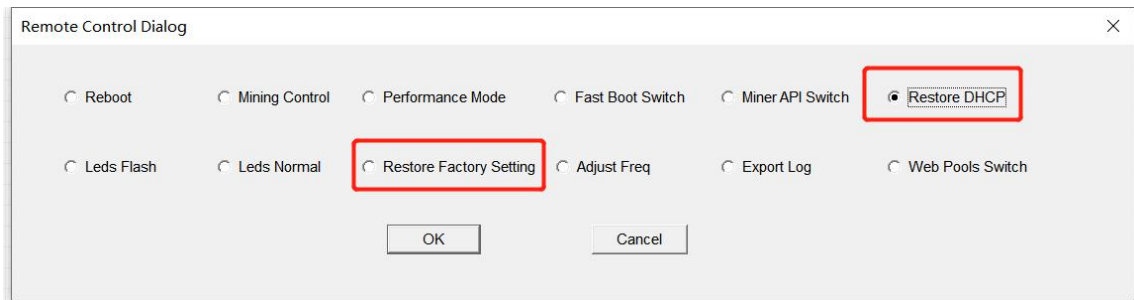 Remote Control Dialog
Reboot Mining Control Performance Mode Fast Boot Switch Miner API Switch Restore DHCP
Leds Flash Leds Normal Restore Factory Setting Adjust Freq Export Log Web Pools Switch
OK Cancel